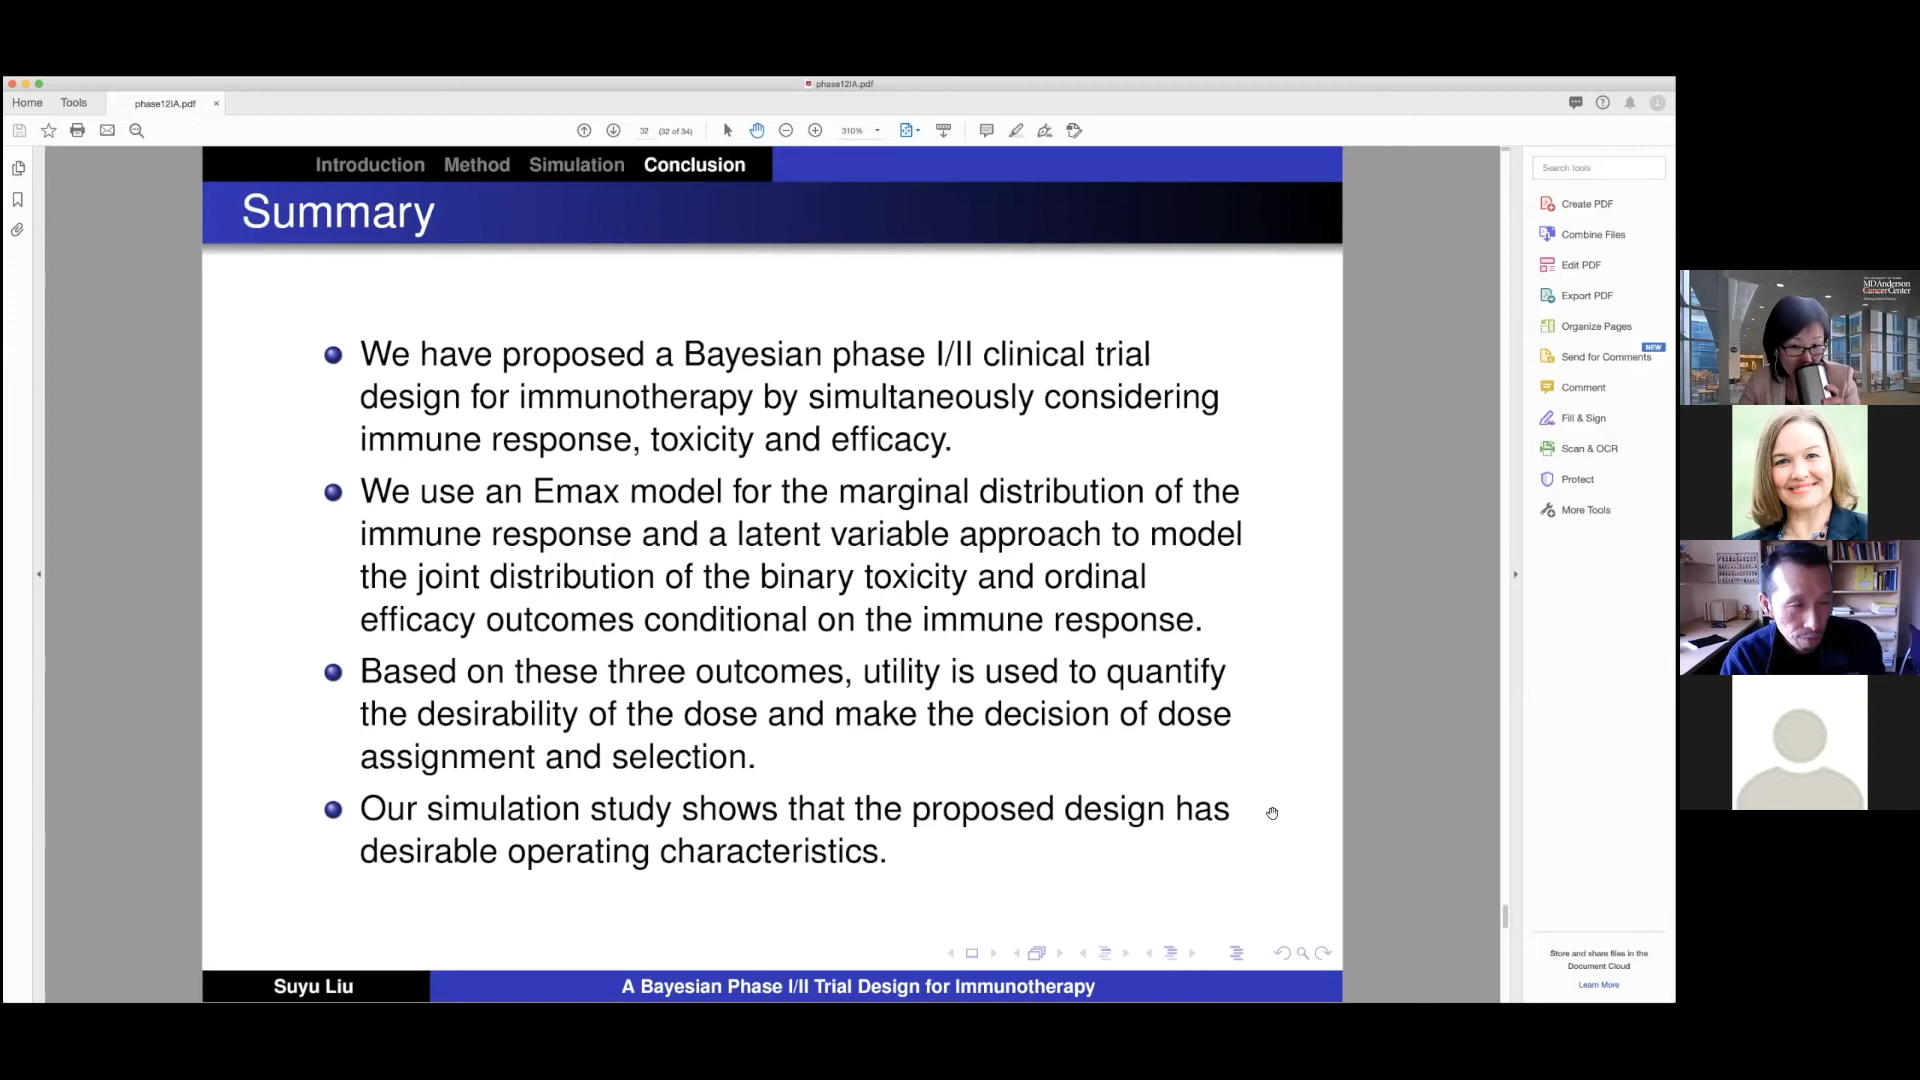 phase12IA.pdf
Home Tools phase12IA.pdf ×
32 (32 of 34) 310%
Introduction Method Simulation Conclusion
Summary
We have proposed a Bayesian phase I/II clinical trial
design for immunotherapy by simultaneously considering
immune response, toxicity and efficacy.
We use an Emax model for the marginal distribution of the
immune response and a latent variable approach to model
the joint distribution of the binary toxicity and ordinal
efficacy outcomes conditional on the immune response.
Based on these three outcomes, utility is used to quantify
the desirability of the dose and make the decision of dose
assignment and selection.
Our simulation study shows that the proposed design has
desirable operating characteristics.
Suyu Liu A Bayesian Phase I/II Trial Design for Immunotherapy
Search tools
Create PDF
Combine Files
Edit PDF
Export PDF
Organize Pages
NEW
Send for Comments
Comment
Fill & Sign
Scan & OCR
Protect
More Tools
Store and share files in the
Document Cloud
Learn More
MD Anderson
Cancer Center